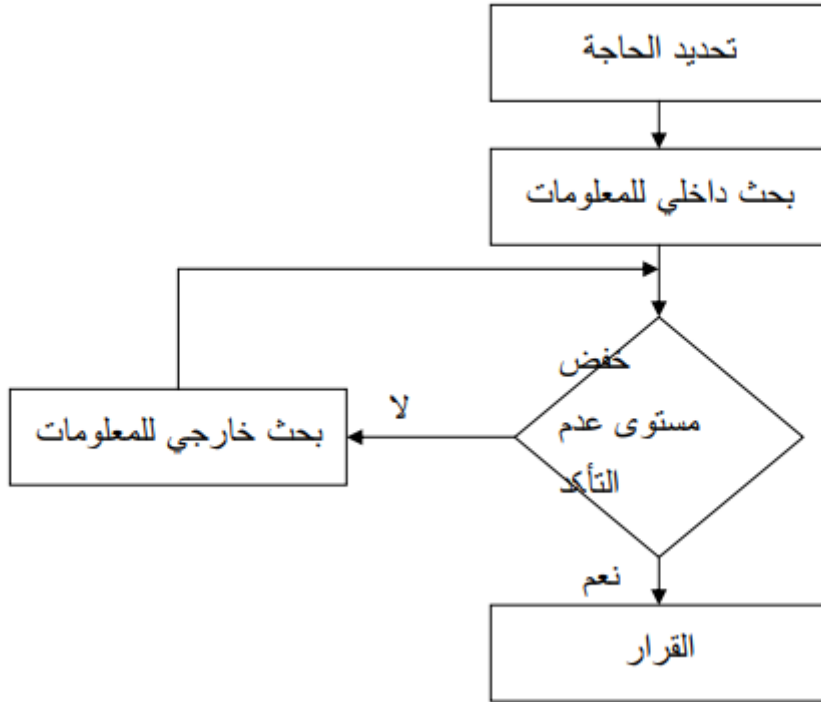 تحديد الحاجة
بحث داخلي للمعلومات
خفض
مستوى عدم
التأكد
لا
بحث خارجي للمعلومات
نعم
القرار